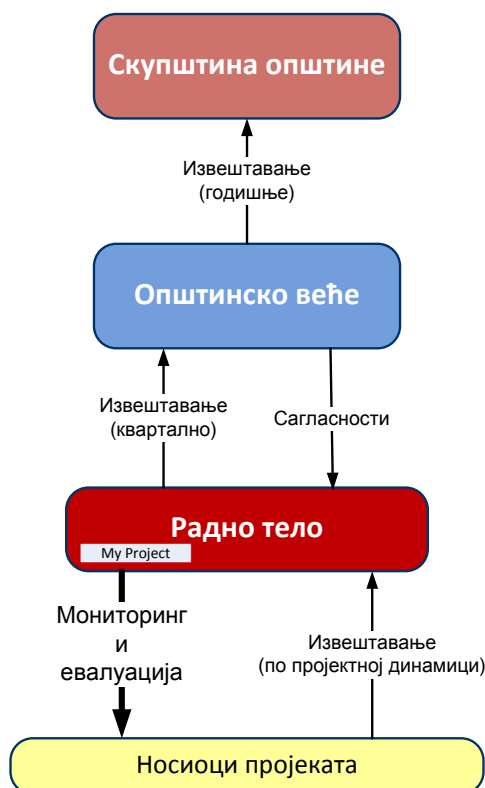 Скупштина општине
Извештавање
(годишње)
Општинско веће
Извештавање
(квартално)
Сагласности
Радно тело
My Project
Мониторинг
и
евалуација
Извештавање
(по пројектној динамици)
Носиоци пројеката